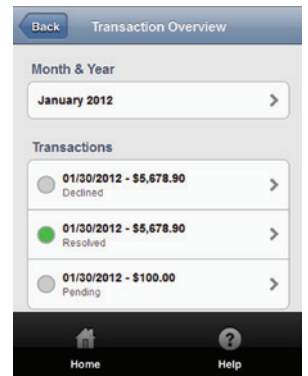 Back
Transaction Overview
Month & Year
January 2012
Transactions
01/30/2012 - $5,678.90
Declined
01/30/2012 - $5,678.90
Resolved
01/30/2012 - $100.00
Pending
?
Home
Help